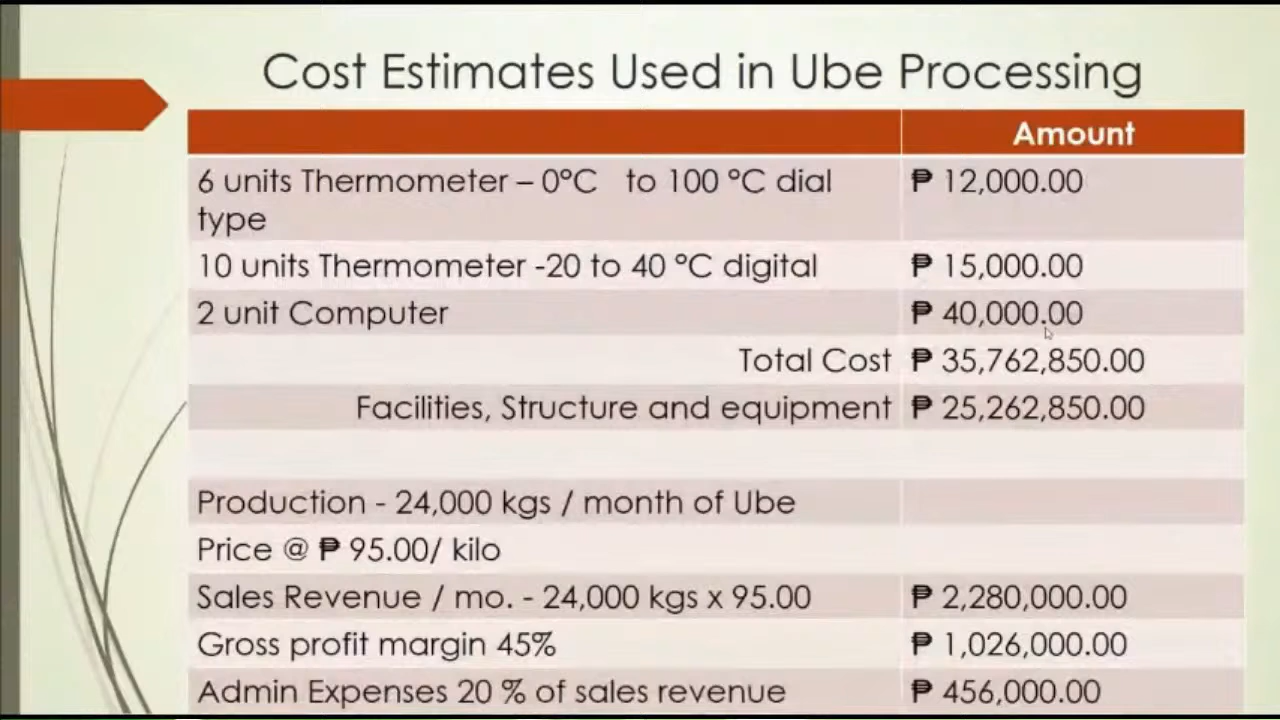 Cost Estimates Used in Ube Processing
Amount
6 units Thermometer – 0°C to 100 °C dial
type
₱ 12,000.00
10 units Thermometer -20 to 40 °C digital ₱ 15,000.00
2 unit Computer ₱ 40,000.00
Total Cost ₱ 35,762,850.00
Facilities, Structure and equipment ₱ 25,262,850.00
Production - 24,000 kgs / month of Ube
Price @ ₱ 95.00/ kilo
Sales Revenue / mo. - 24,000 kgs x 95.00 ₱ 2,280,000.00
Gross profit margin 45% ₱ 1,026,000.00
Admin Expenses 20 % of sales revenue ₱ 456,000.00